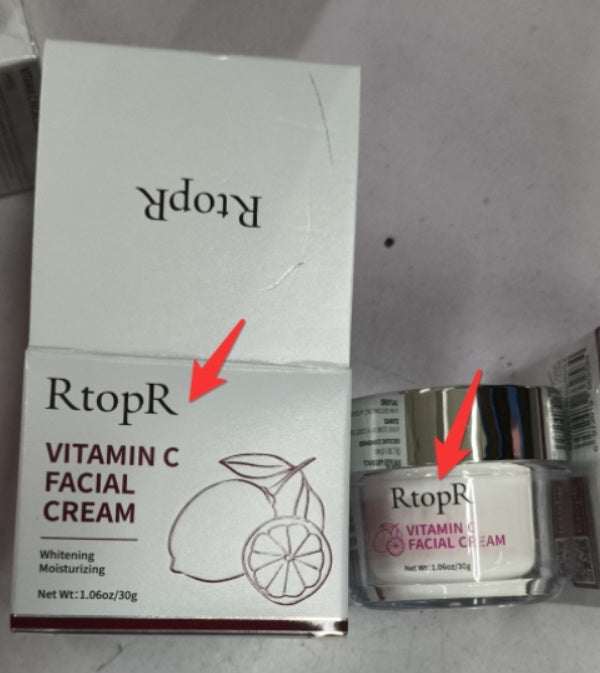 RtopR
RtopR
VITAMIN C
FACIAL
CREAM
Whitening
Moisturizing
Net Wt:1.06oz/30g
RtopR
VITAMIN C
FACIAL CREAM
Net Wt:1.06oz/30g